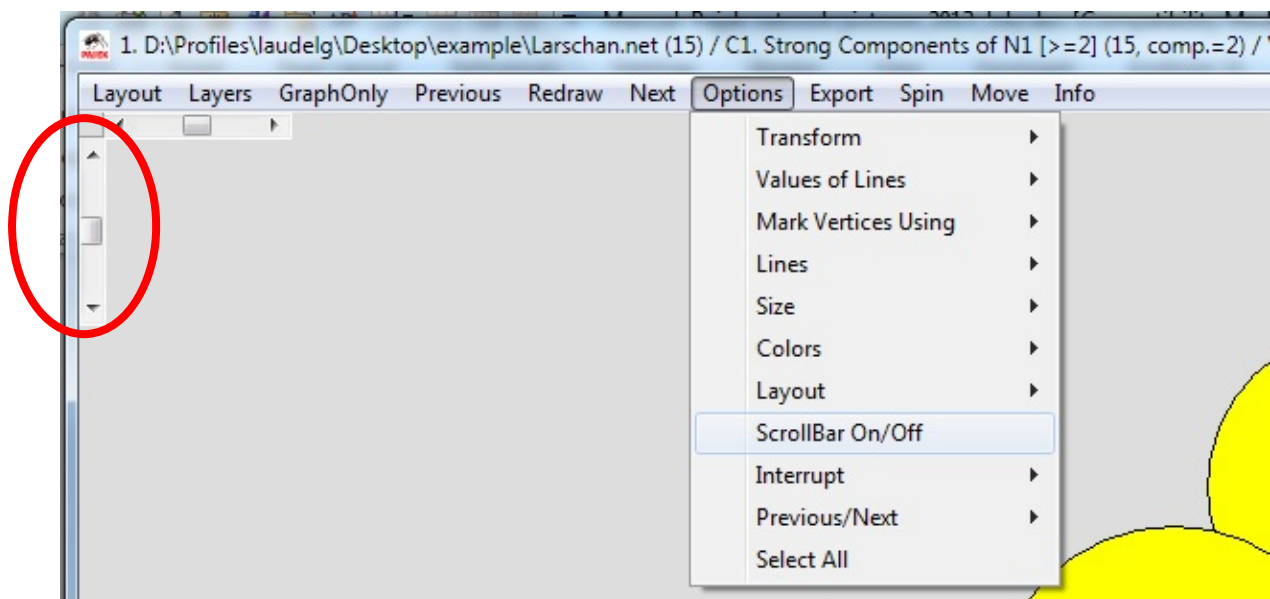 1. D:\Profiles\laudelg\Desktop\example\Larschan.net (15) / C1. Strong Components of N1 [>=2] (15, comp.=2) /
Layout Layers GraphOnly Previous Redraw Next Options Export Spin Move Info
Transform
Values of Lines
Mark Vertices Using
Lines
Size
Colors
Layout
ScrollBar On/Off
Interrupt
Previous/Next
Select All